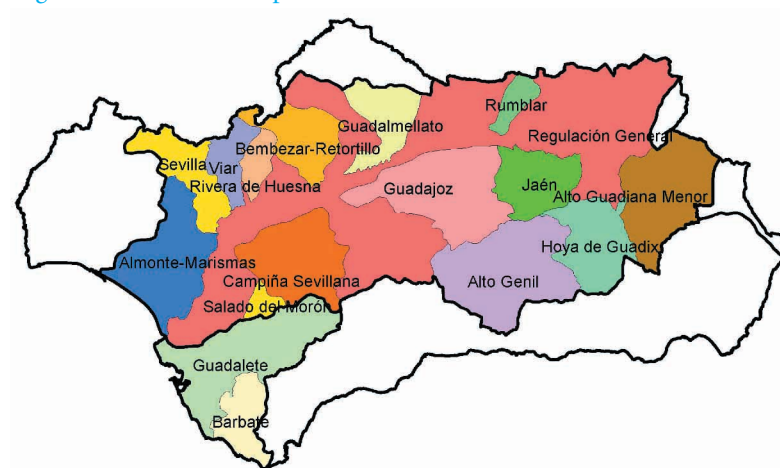 Rumblar
Guadalmellato
Regulación General
Bembezar-Retortillo
Sevilla
Viar
Rivera de Huesna
Guadajoz
Jaén
Alto Guadiana Menor
Hoya de Guadix
Almonte-Marismas
Campiña Sevillana
Alto Genil
Salado del Morón
Guadalete
Barbate